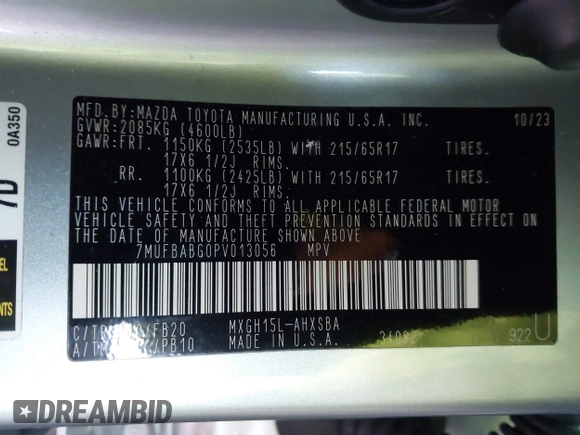 MFD.BY:MAZDA TOYOTA MANUFACTURING U.S.A. INC. 10/23
GVWR:2085KG (4600LB)
GAWR:FRT. 1150KG (2535LB) WITH 215/65R17 TIRES.
17X6 1/2J RIMS.
RR. 1100KG (2425LB) WITH 215/65R17 TIRES.
17X6 1/2J RIMS.
THIS VEHICLE CONFORMS TO ALL APPLICABLE FEDERAL MOTOR
VEHICLE SAFETY AND THEFT PREVENTION STANDARDS IN EFFECT ON
THE DATE OF MANUFACTURE SHOWN ABOVE
7MUFBABG0PV013056 MPV
/FB20 MXGH15L-AHXSBA
/PB10 MADE IN U.S.A. 922 U
0A350
DREAMBID